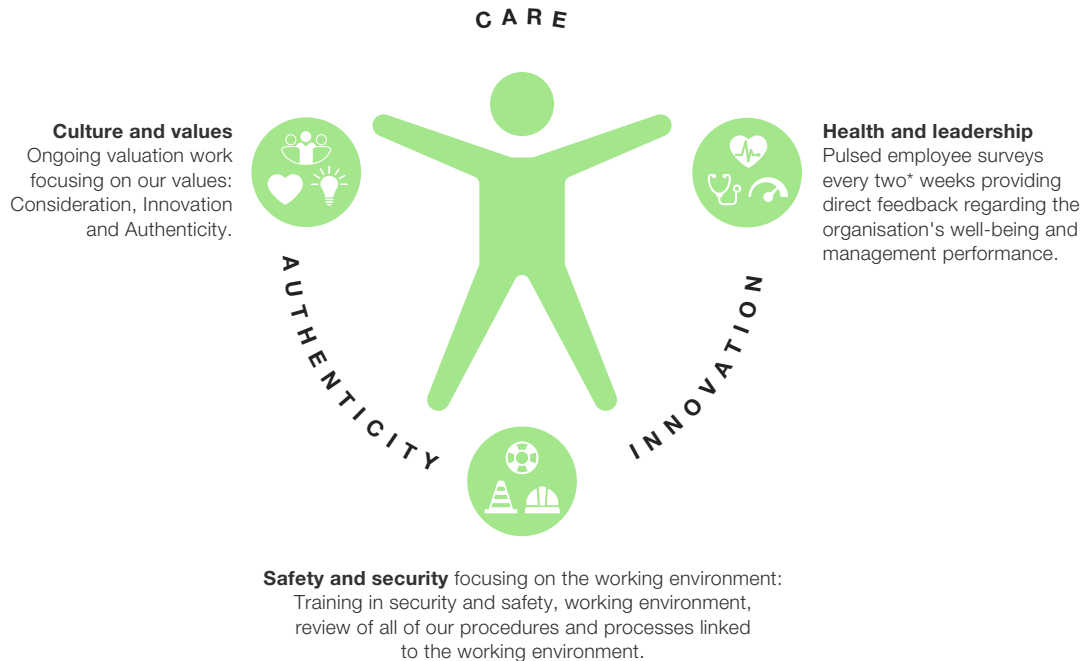 CARE
Culture and values
Ongoing valuation work
focusing on our values:
Consideration, Innovation
and Authenticity.
Health and leadership
Pulsed employee surveys
every two* weeks providing
direct feedback regarding the
organisation's well-being and
management performance.
AUTHENTICITY
INNOVATION
Safety and security focusing on the working environment:
Training in security and safety, working environment,
review of all of our procedures and processes linked
to the working environment.